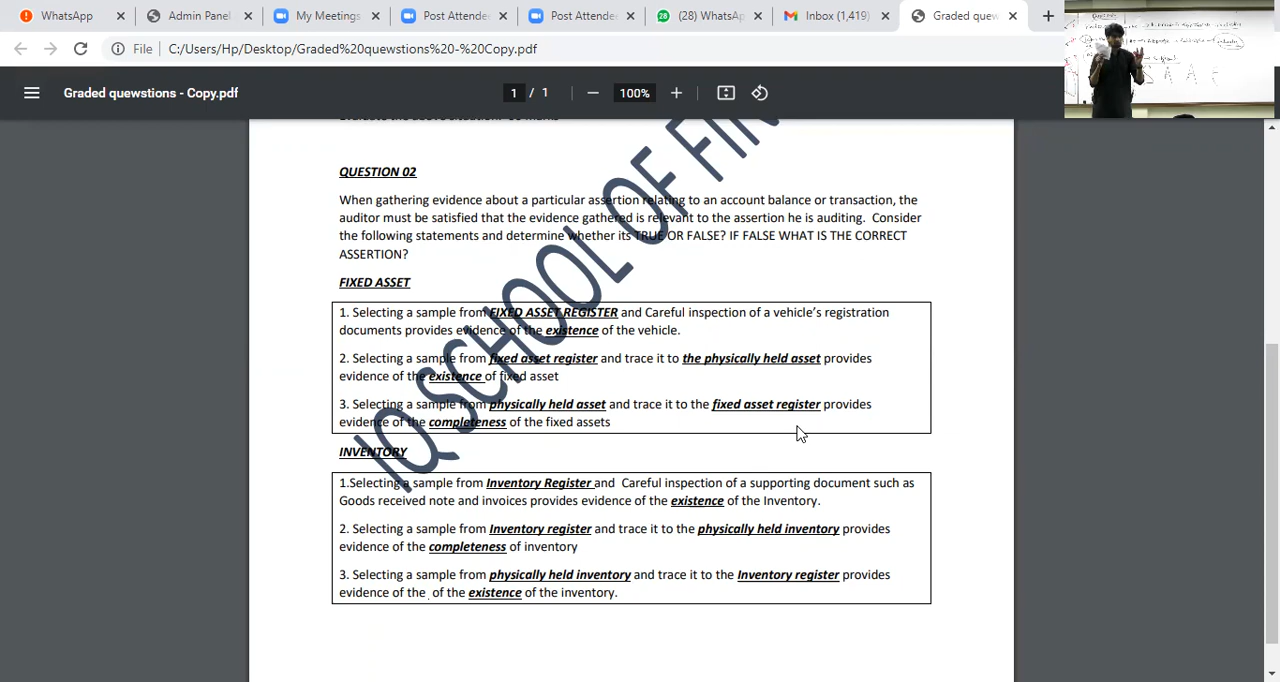 WhatsApp
Admin Panel
My Meetings
Post Attende
Post Attende
(28) WhatsAp
Inbox (1,419)
Graded quew
File
C:/Users/Hp/Desktop/Graded%20quewstions%20-%20Copy.pdf
Graded quewstions - Copy.pdf
1 / 1
100%
QUESTION 02
When gathering evidence about a particular assertion relating to an account balance or transaction, the
auditor must be satisfied that the evidence gathered is relevant to the assertion he is auditing. Consider
the following statements and determine whether its TRUE OR FALSE? IF FALSE WHAT IS THE CORRECT
ASSERTION?
FIXED ASSET
1. Selecting a sample from FIXED ASSET REGISTER and Careful inspection of a vehicle's registration
documents provides evidence of the existence of the vehicle.
2. Selecting a sample from fixed asset register and trace it to the physically held asset provides
evidence of the existence of fixed asset
3. Selecting a sample from physically held asset and trace it to the fixed asset register provides
evidence of the completeness of the fixed assets
INVENTORY
1.Selecting a sample from Inventory Register and Careful inspection of a supporting document such as
Goods received note and invoices provides evidence of the existence of the Inventory.
2. Selecting a sample from Inventory register and trace it to the physically held inventory provides
evidence of the completeness of inventory
3. Selecting a sample from physically held inventory and trace it to the Inventory register provides
evidence of the . of the existence of the inventory.
IQ SCHOOL OF FIN